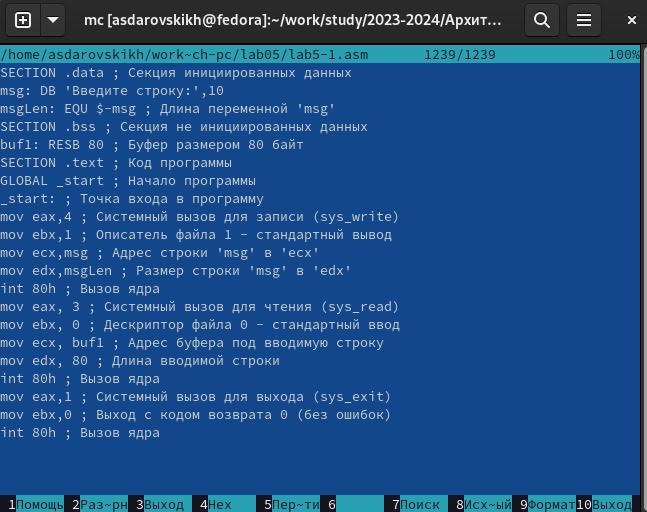 mc [asdarovskikh@fedora]:~/work/study/2023-2024/Архит...
/home/asdarovskikh/work~ch-pc/lab05/lab5-1.asm 1239/1239 100%
SECTION .data ; Секция инициированных данных
msg: DB 'Введите строку:',10
msgLen: EQU $-msg ; Длина переменной 'msg'
SECTION .bss ; Секция не инициированных данных
buf1: RESB 80 ; Буфер размером 80 байт
SECTION .text ; Код программы
GLOBAL _start ; Начало программы
_start: ; Точка входа в программу
mov eax,4 ; Системный вызов для записи (sys_write)
mov ebx,1 ; Описатель файла 1 - стандартный вывод
mov ecx,msg ; Адрес строки 'msg' в 'ecx'
mov edx,msgLen ; Размер строки 'msg' в 'edx'
int 80h ; Вызов ядра
mov eax, 3 ; Системный вызов для чтения (sys_read)
mov ebx, 0 ; Дескриптор файла 0 - стандартный ввод
mov ecx, buf1 ; Адрес буфера под вводимую строку
mov edx, 80 ; Длина вводимой строки
int 80h ; Вызов ядра
mov eax,1 ; Системный вызов для выхода (sys_exit)
mov ebx,0 ; Выход с кодом возврата 0 (без ошибок)
int 80h ; Вызов ядра
1Помощь 2Раз~рн 3Выход 4Hex 5Пер~ти 6 7Поиск 8Исх~ый 9Формат 10Выход